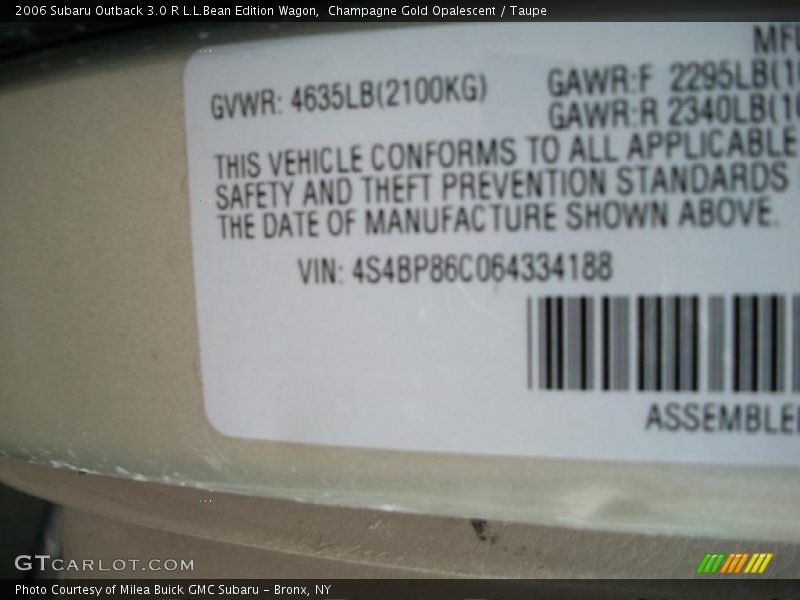 2006 Subaru Outback 3.0 R L.L.Bean Edition Wagon, Champagne Gold Opalescent / Taupe
MF
GVWR: 4635LB(2100KG) GAWR:F 2295LB(1
GAWR:R 2340LB(1
THIS VEHICLE CONFORMS TO ALL APPLICABLE
SAFETY AND THEFT PREVENTION STANDARDS
THE DATE OF MANUFACTURE SHOWN ABOVE.
VIN: 4S4BP86C064334188
ASSEMBLE
GTCARLOT.COM
Photo Courtesy of Milea Buick GMC Subaru - Bronx, NY